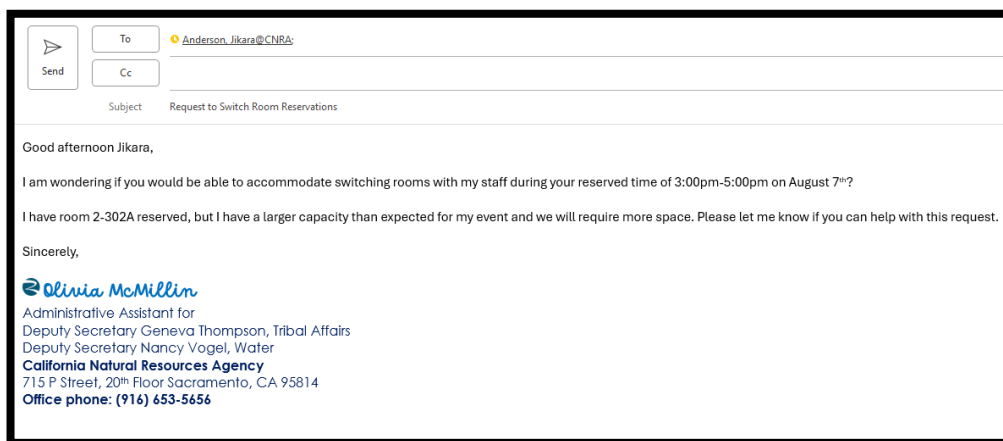 To
Anderson, Jikara@CNRA;
Send
Cc
Subject
Request to Switch Room Reservations
Good afternoon Jikara,
I am wondering if you would be able to accommodate switching rooms with my staff during your reserved time of 3:00pm-5:00pm on August 7th?
I have room 2-302A reserved, but I have a larger capacity than expected for my event and we will require more space. Please let me know if you can help with this request.
Sincerely,
Olivia McMillin
Administrative Assistant for
Deputy Secretary Geneva Thompson, Tribal Affairs
Deputy Secretary Nancy Vogel, Water
California Natural Resources Agency
715 P Street, 20th Floor Sacramento, CA 95814
Office phone: (916) 653-5656